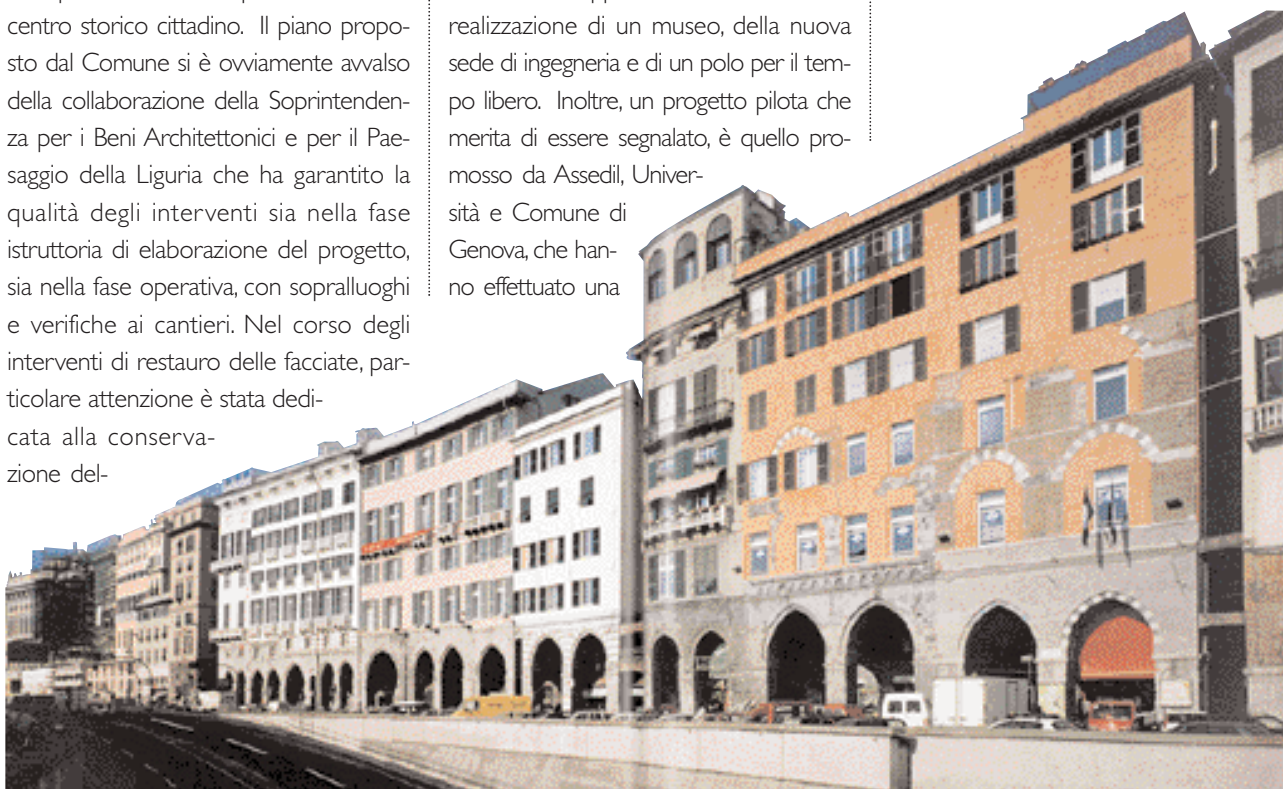 centro storico cittadino. Il piano propo-
sto dal Comune si è ovviamente avvalso
della collaborazione della Soprintenden-
za per i Beni Architettonici e per il Pae-
saggio della Liguria che ha garantito la
qualità degli interventi sia nella fase
istruttoria di elaborazione del progetto,
sia nella fase operativa, con sopralluoghi
e verifiche ai cantieri. Nel corso degli
interventi di restauro delle facciate, par-
ticolare attenzione è stata dedi-
cata alla conserva-
zione del-
realizzazione di un museo, della nuova
sede di ingegneria e di un polo per il tem-
po libero. Inoltre, un progetto pilota che
merita di essere segnalato, è quello pro-
mosso da Assedil, Univer-
sità e Comune di
Genova, che han-
no effettuato una